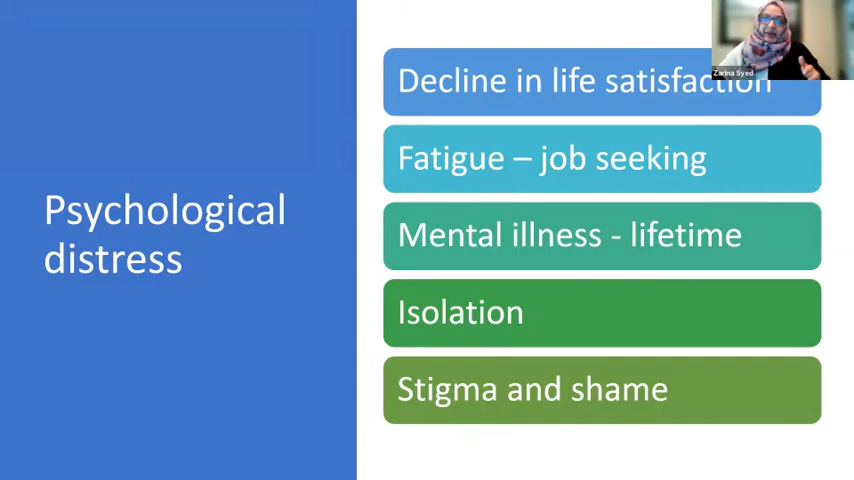 Zarina Syed
Psychological
distress
Decline in life satisfaction
Fatigue – job seeking
Mental illness - lifetime
Isolation
Stigma and shame